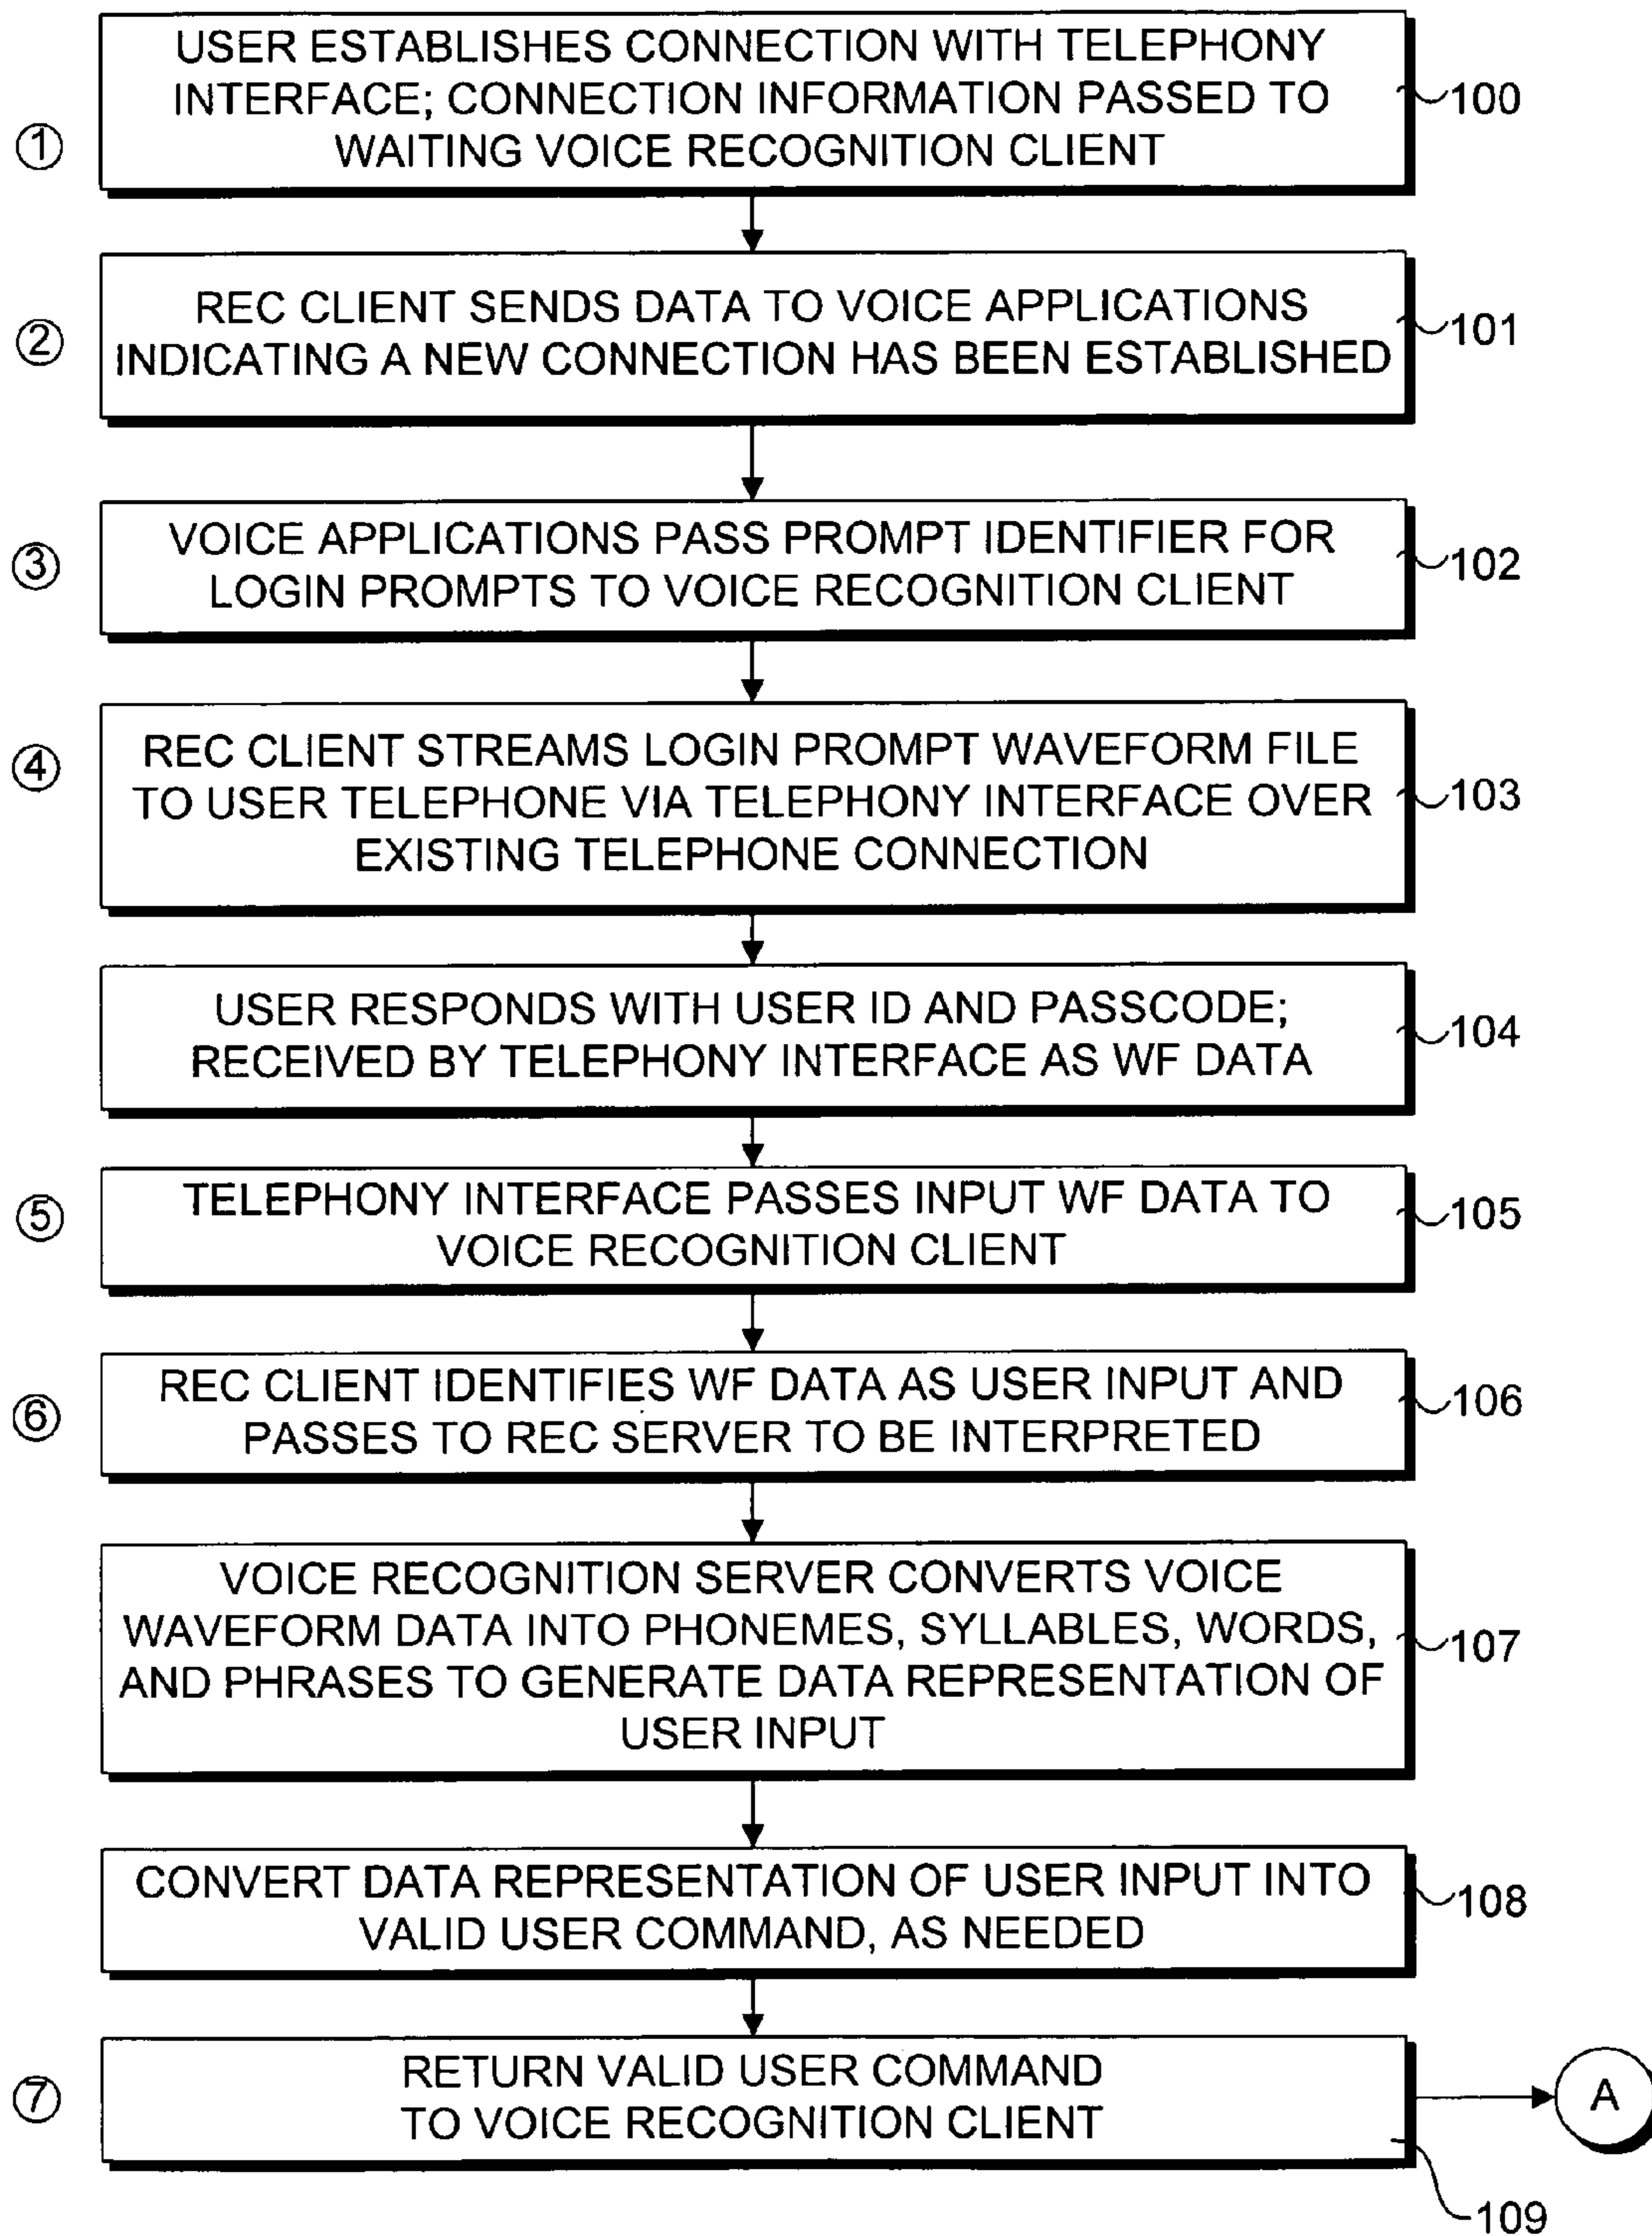 USER ESTABLISHES CONNECTION WITH TELEPHONY
INTERFACE; CONNECTION INFORMATION PASSED TO
WAITING VOICE RECOGNITION CLIENT
100
①
REC CLIENT SENDS DATA TO VOICE APPLICATIONS
INDICATING A NEW CONNECTION HAS BEEN ESTABLISHED
101
②
VOICE APPLICATIONS PASS PROMPT IDENTIFIER FOR
LOGIN PROMPTS TO VOICE RECOGNITION CLIENT
102
③
REC CLIENT STREAMS LOGIN PROMPT WAVEFORM FILE
TO USER TELEPHONE VIA TELEPHONY INTERFACE OVER
EXISTING TELEPHONE CONNECTION
103
④
USER RESPONDS WITH USER ID AND PASSCODE;
RECEIVED BY TELEPHONY INTERFACE AS WF DATA
104
TELEPHONY INTERFACE PASSES INPUT WF DATA TO
VOICE RECOGNITION CLIENT
105
⑤
REC CLIENT IDENTIFIES WF DATA AS USER INPUT AND
PASSES TO REC SERVER TO BE INTERPRETED
106
⑥
VOICE RECOGNITION SERVER CONVERTS VOICE
WAVEFORM DATA INTO PHONEMES, SYLLABLES, WORDS,
AND PHRASES TO GENERATE DATA REPRESENTATION OF
USER INPUT
107
CONVERT DATA REPRESENTATION OF USER INPUT INTO
VALID USER COMMAND, AS NEEDED
108
RETURN VALID USER COMMAND
TO VOICE RECOGNITION CLIENT
⑦
A
109